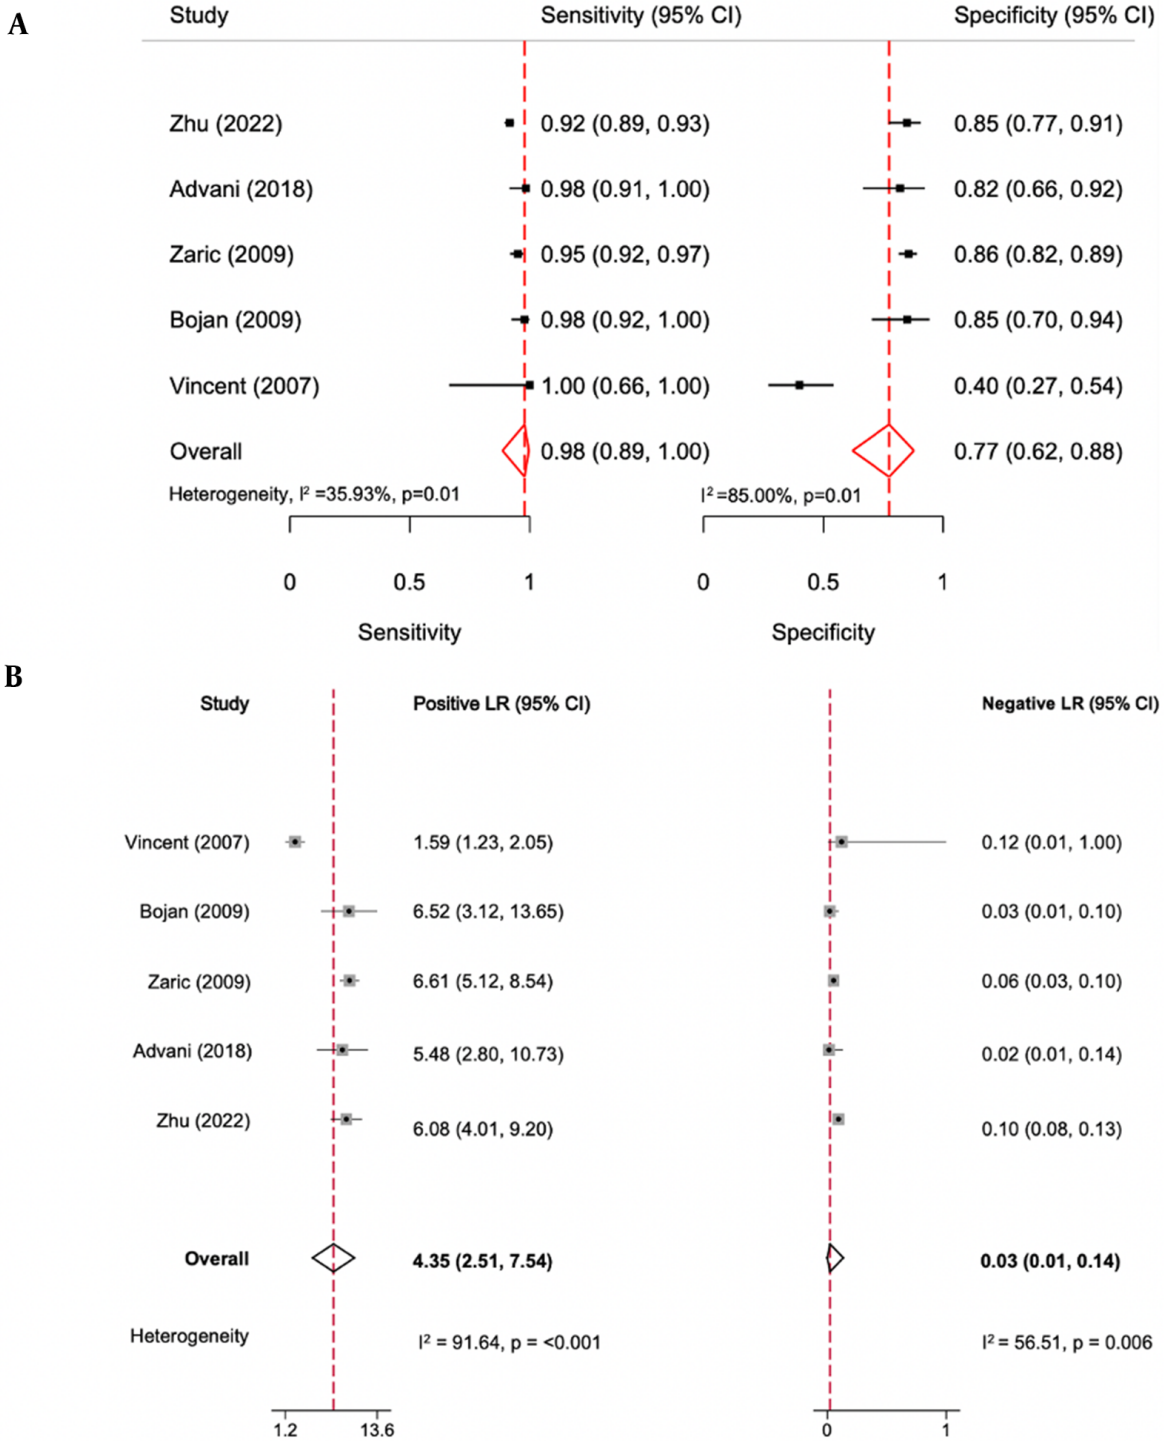 A
Study Sensitivity (95% CI) Specificity (95% CI)
Zhu (2022) 0.92 (0.89, 0.93) 0.85 (0.77, 0.91)
Advani (2018) 0.98 (0.91, 1.00) 0.82 (0.66, 0.92)
Zaric (2009) 0.95 (0.92, 0.97) 0.86 (0.82, 0.89)
Bojan (2009) 0.98 (0.92, 1.00) 0.85 (0.70, 0.94)
Vincent (2007) 1.00 (0.66, 1.00) 0.40 (0.27, 0.54)
Overall 0.98 (0.89, 1.00) 0.77 (0.62, 0.88)
Heterogeneity, I² =35.93%, p=0.01 I² =85.00%, p=0.01
0 0.5 1 0 0.5 1
Sensitivity Specificity
B
Study Positive LR (95% CI) Negative LR (95% CI)
Vincent (2007) 1.59 (1.23, 2.05) 0.12 (0.01, 1.00)
Bojan (2009) 6.52 (3.12, 13.65) 0.03 (0.01, 0.10)
Zaric (2009) 6.61 (5.12, 8.54) 0.06 (0.03, 0.10)
Advani (2018) 5.48 (2.80, 10.73) 0.02 (0.01, 0.14)
Zhu (2022) 6.08 (4.01, 9.20) 0.10 (0.08, 0.13)
Overall 4.35 (2.51, 7.54) 0.03 (0.01, 0.14)
Heterogeneity I² = 91.64, p = <0.001 I² = 56.51, p = 0.006
1.2 13.6 0 1